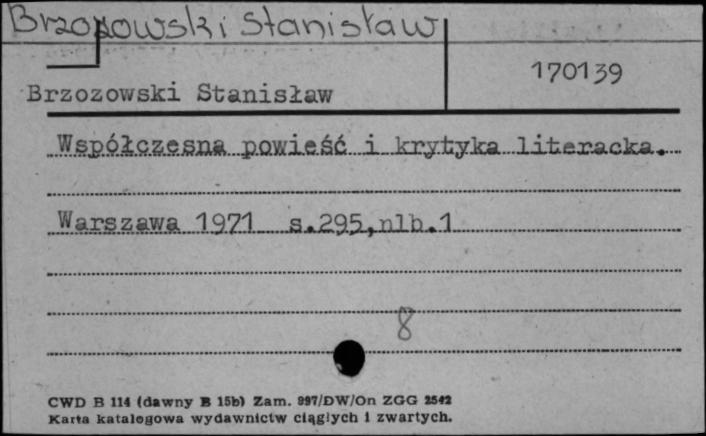 Brzozowski Stanisław
170139
Brzozowski Stanisław
Współczesna powieść i krytyka literacka.
Warszawa 1971 s.295,nlb.1
8
CWD B 114 (dawny B 15b) Zam. 997/DW/On ZGG 2542
Karta katalogowa wydawnictw ciągłych i zwartych.